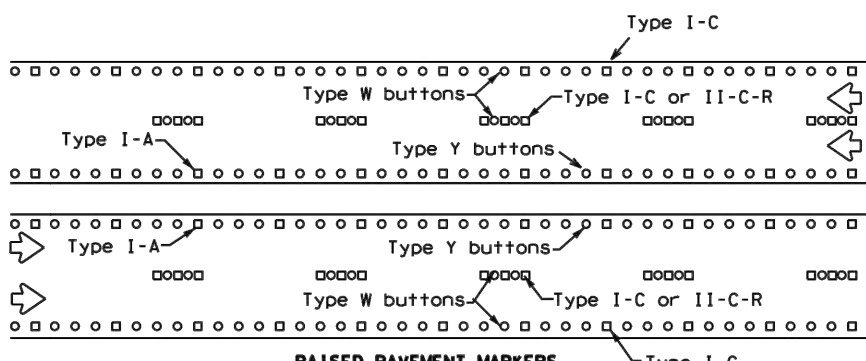 Type I-C
Type W buttons
Type I-C or II-C-R
Type I-A
Type Y buttons
Type I-A
Type Y buttons
Type W buttons
Type I-C or II-C-R
RAISED PAVEMENT MARKERS
Type I-C